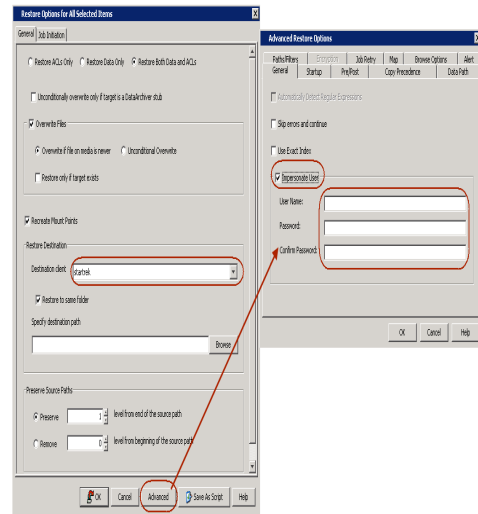 Restore Options for All Selected Items
General
Job Initiation
Restore ACLs Only
Restore Data Only
Restore Both Data and ACLs
Unconditionally overwrite only if target is a DataArchiver stub
Overwrite Files
Overwrite if file on media is newer
Unconditional Overwrite
Restore only if target exists
Recreate Mount Points
Restore Destination
Destination client
startrek
Restore to same folder
Specify destination path
Browse
Preserve Source Paths
Preserve
1
level from end of the source path
Remove
0
level from beginning of the source path
OK
Cancel
Advanced
Save As Script
Help
Advanced Restore Options
Paths/Filters
Encryption
Job Retry
Map
Browse Options
Alert
General
Startup
Pre/Post
Copy Precedence
Data Path
Automatically Detect Regular Expressions
Skip errors and continue
Use Exact Index
Impersonate User
User Name:
Password:
Confirm Password:
OK
Cancel
Help